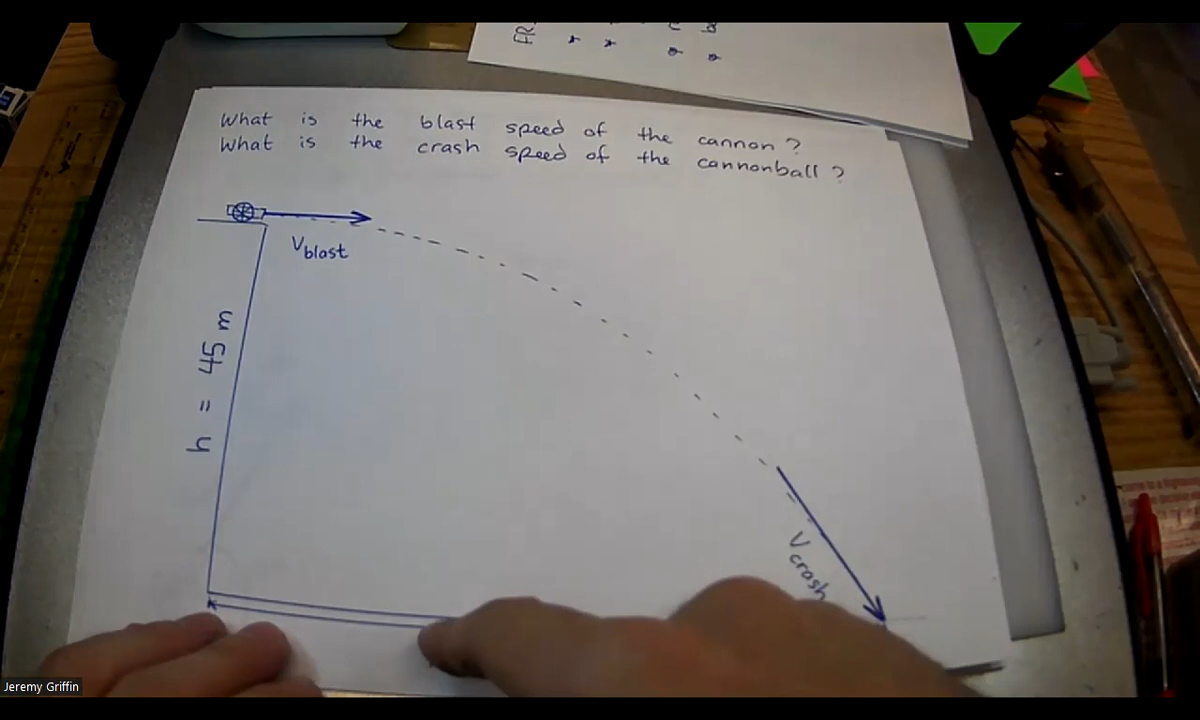 What is the blast speed of the cannon?
What is the crash speed of the cannonball?
Vblast
h = 45 m
Vcrash
FR
Jeremy Griffin